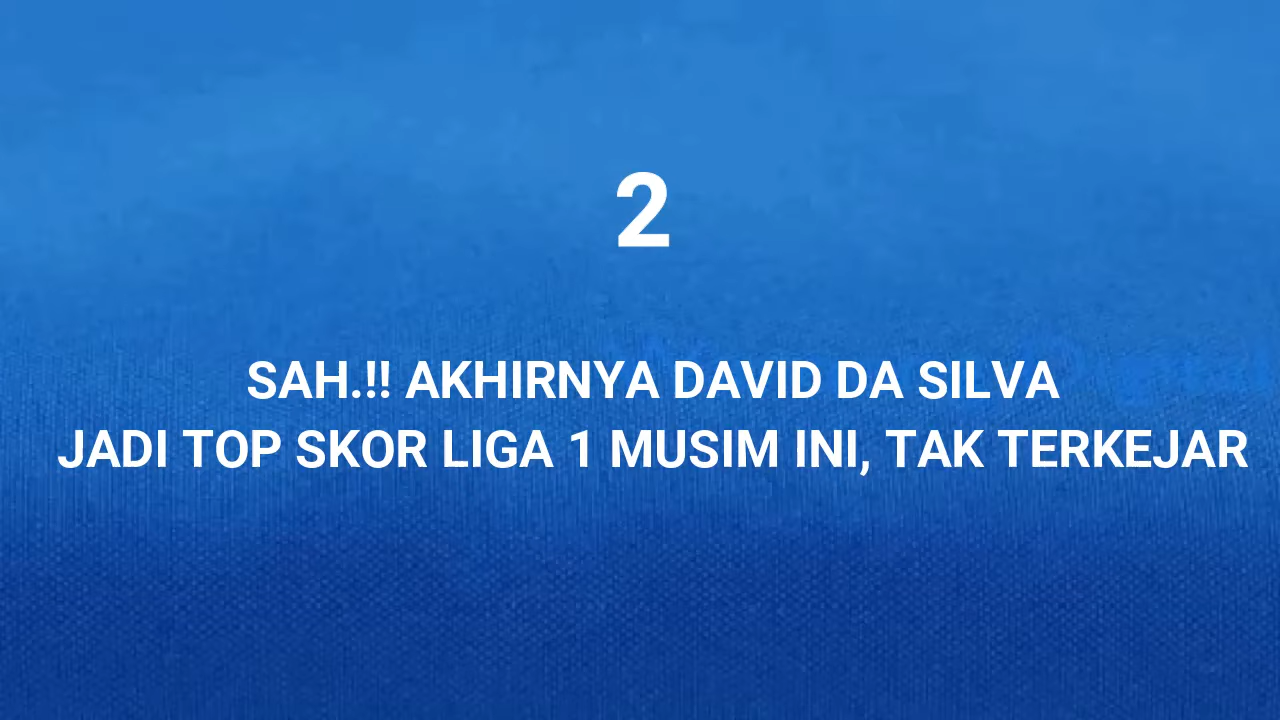 2
SAH.!! AKHIRNYA DAVID DA SILVA
JADI TOP SKOR LIGA 1 MUSIM INI, TAK TERKEJAR